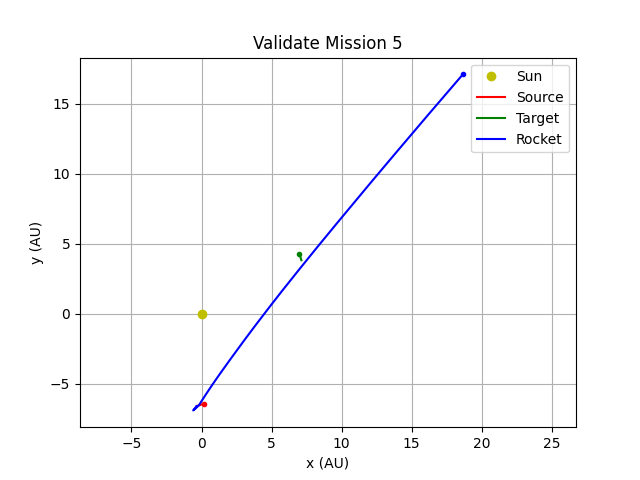 Validate Mission 5
Sun
Source
Target
Rocket
15
10
5
0
−5
y (AU)
−5
0
5
10
15
20
25
x (AU)